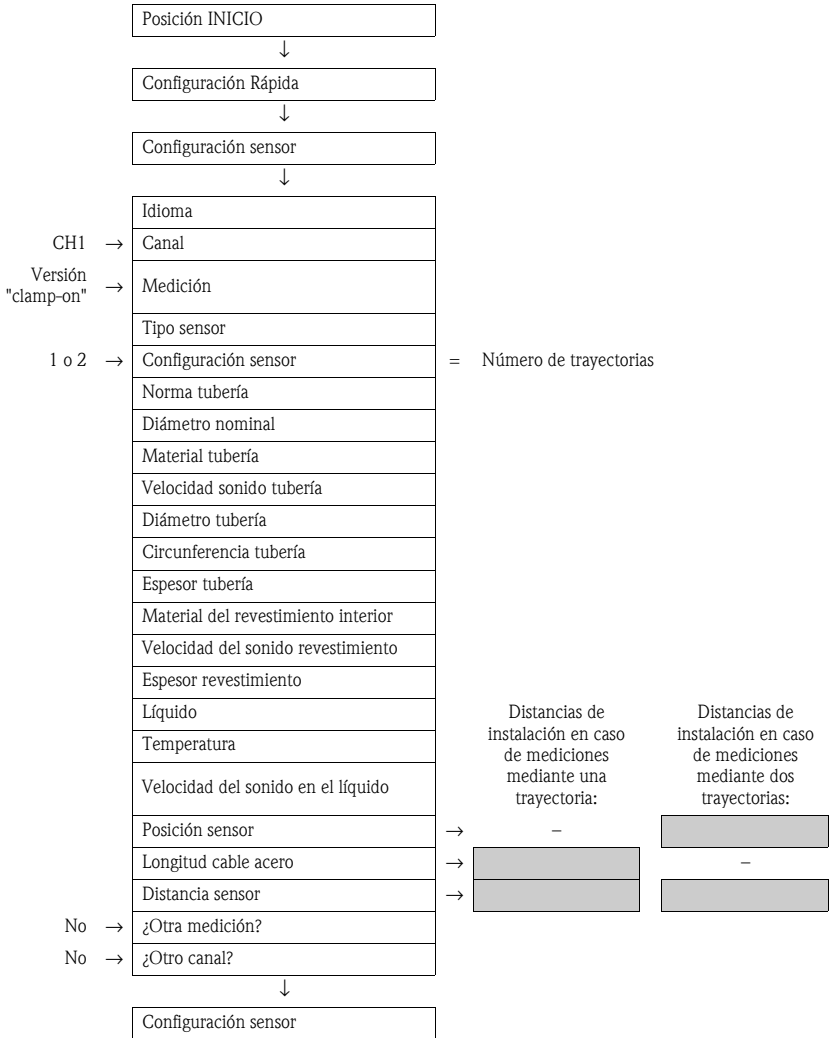 Posición INICIO
↓
Configuración Rápida
↓
Configuración sensor
↓
Idioma
CH1 → Canal
Versión
"clamp-on" → Medición
Tipo sensor
1 o 2 → Configuración sensor = Número de trayectorias
Norma tubería
Diámetro nominal
Material tubería
Velocidad sonido tubería
Diámetro tubería
Circunferencia tubería
Espesor tubería
Material del revestimiento interior
Velocidad del sonido revestimiento
Espesor revestimiento
Líquido
Temperatura
Velocidad del sonido en el líquido
Distancias de
instalación en caso
de mediciones
mediante una
trayectoria:
Distancias de
instalación en caso
de mediciones
mediante dos
trayectorias:
Posición sensor → –
Longitud cable acero → –
Distancia sensor →
No → ¿Otra medición?
No → ¿Otro canal?
↓
Configuración sensor